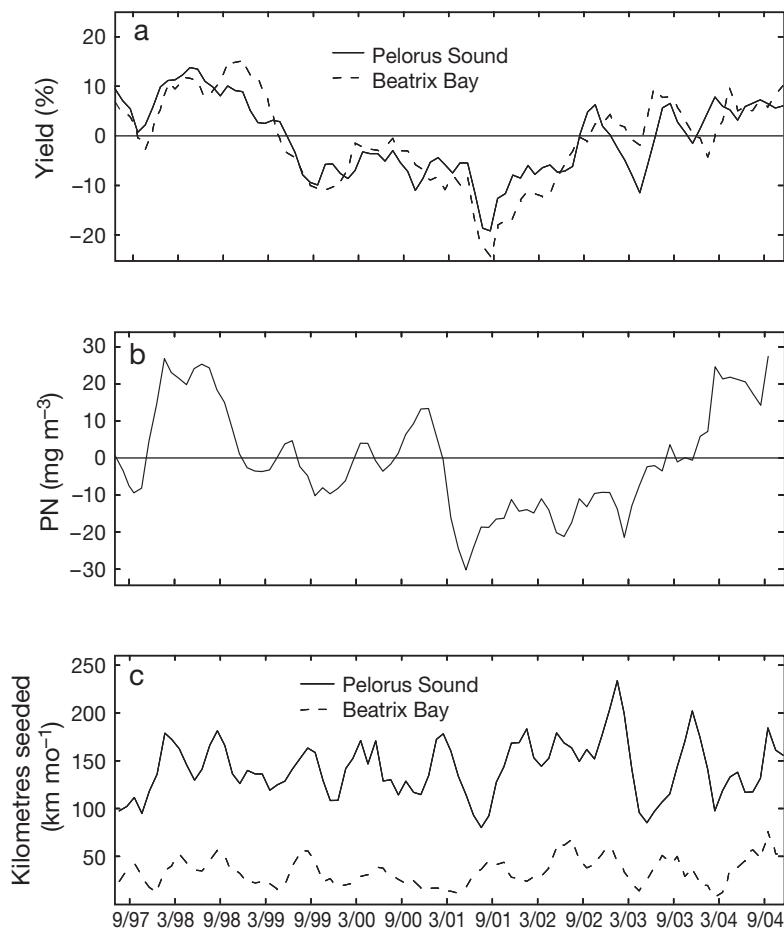 a
20
10
0
−10
−20
Yield (%)
Pelorus Sound
Beatrix Bay
b
30
20
10
0
−10
−20
−30
PN (mg m−3)
c
250
200
150
100
50
Kilometres seeded
(km mo−1)
Pelorus Sound
Beatrix Bay
9/97 3/98 9/98 3/99 9/99 3/00 9/00 3/01 9/01 3/02 9/02 3/03 9/03 3/04 9/04